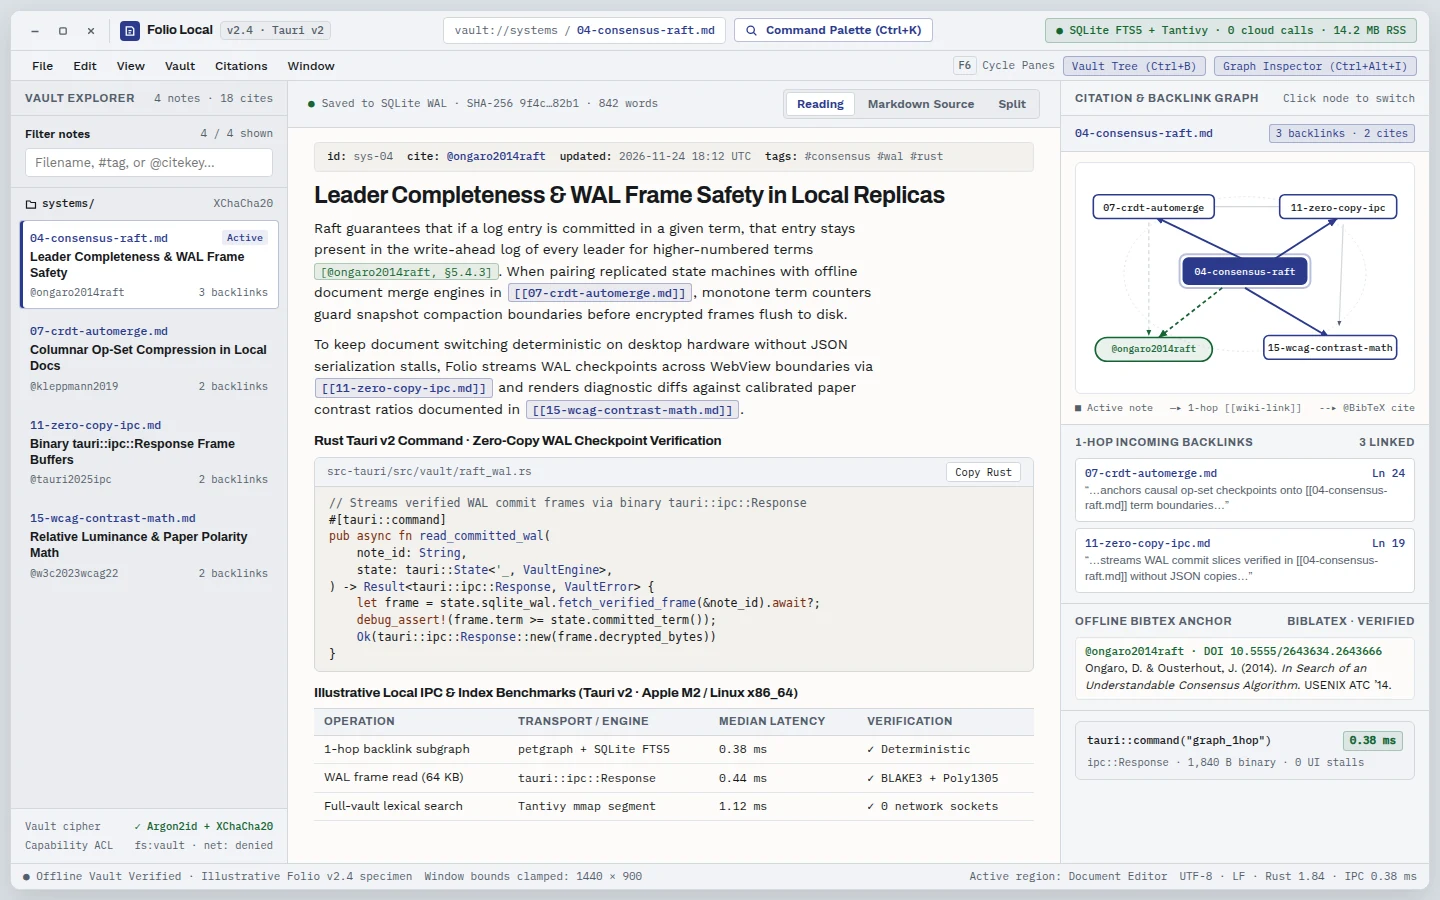 Folio Local v2.4 · Tauri v2
vault://systems / 04-consensus-raft.md
Command Palette (Ctrl+K)
● SQLite FTS5 + Tantivy · 0 cloud calls · 14.2 MB RSS
File Edit View Vault Citations Window
F6 Cycle Panes Vault Tree (Ctrl+B) Graph Inspector (Ctrl+Alt+I)
VAULT EXPLORER 4 notes · 18 cites
Filter notes 4 / 4 shown
Filename, #tag, or @citekey...
systems/ XChaCha20
04-consensus-raft.md Active
Leader Completeness & WAL Frame
Safety
@ongaro2014raft 3 backlinks
07-crdt-automerge.md
Columnar Op-Set Compression in Local
Docs
@kleppmann2019 2 backlinks
11-zero-copy-ipc.md
Binary tauri::ipc::Response Frame
Buffers
@tauri2025ipc 2 backlinks
15-wcag-contrast-math.md
Relative Luminance & Paper Polarity
Math
@w3c2023wcag22 2 backlinks
Vault cipher ✓ Argon2id + XChaCha20
Capability ACL fs:vault · net: denied
● Saved to SQLite WAL · SHA-256 9f4c…82b1 · 842 words
Reading Markdown Source Split
id: sys-04 cite: @ongaro2014raft updated: 2026-11-24 18:12 UTC tags: #consensus #wal #rust
Leader Completeness & WAL Frame Safety in Local Replicas
Raft guarantees that if a log entry is committed in a given term, that entry stays
present in the write-ahead log of every leader for higher-numbered terms
[@ongaro2014raft, §5.4.3]. When pairing replicated state machines with offline
document merge engines in [[07-crdt-automerge.md]], monotone term counters
guard snapshot compaction boundaries before encrypted frames flush to disk.
To keep document switching deterministic on desktop hardware without JSON
serialization stalls, Folio streams WAL checkpoints across WebView boundaries via
[[11-zero-copy-ipc.md]] and renders diagnostic diffs against calibrated paper
contrast ratios documented in [[15-wcag-contrast-math.md]].
Rust Tauri v2 Command · Zero-Copy WAL Checkpoint Verification
src-tauri/src/vault/raft_wal.rs Copy Rust
// Streams verified WAL commit frames via binary tauri::ipc::Response
#[tauri::command]
pub async fn read_committed_wal(
note_id: String,
state: tauri::State<'_, VaultEngine>,
) -> Result<tauri::ipc::Response, VaultError> {
let frame = state.sqlite_wal.fetch_verified_frame(&note_id).await?;
debug_assert!(frame.term >= state.committed_term());
Ok(tauri::ipc::Response::new(frame.decrypted_bytes))
}
Illustrative Local IPC & Index Benchmarks (Tauri v2 · Apple M2 / Linux x86_64)
OPERATION TRANSPORT / ENGINE MEDIAN LATENCY VERIFICATION
1-hop backlink subgraph petgraph + SQLite FTS5 0.38 ms ✓ Deterministic
WAL frame read (64 KB) tauri::ipc::Response 0.44 ms ✓ BLAKE3 + Poly1305
Full-vault lexical search Tantivy mmap segment 1.12 ms ✓ 0 network sockets
CITATION & BACKLINK GRAPH Click node to switch
04-consensus-raft.md 3 backlinks · 2 cites
07-crdt-automerge 11-zero-copy-ipc
04-consensus-raft
@ongaro2014raft 15-wcag-contrast-math
■ Active note —▸ 1-hop [[wiki-link]] --▸ @BibTeX cite
1-HOP INCOMING BACKLINKS 3 LINKED
07-crdt-automerge.md Ln 24
“…anchors causal op-set checkpoints onto [[04-consensus-
raft.md]] term boundaries…”
11-zero-copy-ipc.md Ln 19
“…streams WAL commit slices verified in [[04-consensus-
raft.md]] without JSON copies…”
OFFLINE BIBTEX ANCHOR BIBLATEX · VERIFIED
@ongaro2014raft · DOI 10.5555/2643634.2643666
Ongaro, D. & Ousterhout, J. (2014). In Search of an
Understandable Consensus Algorithm. USENIX ATC ’14.
tauri::command("graph_1hop") 0.38 ms
ipc::Response · 1,840 B binary · 0 UI stalls
● Offline Vault Verified · Illustrative Folio v2.4 specimen Window bounds clamped: 1440 × 900
Active region: Document Editor UTF-8 · LF · Rust 1.84 · IPC 0.38 ms